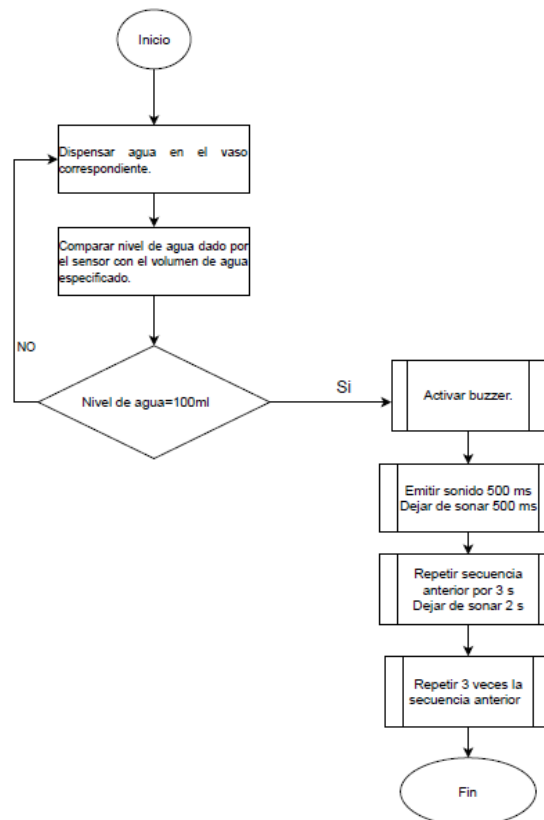 Inicio
Dispensar agua en el vaso
correspondiente.
Comparar nivel de agua dado por
el sensor con el volumen de agua
especificado.
NO
Nivel de agua=100ml
Si
Activar buzzer.
Emitir sonido 500 ms
Dejar de sonar 500 ms
Repetir secuencia
anterior por 3 s
Dejar de sonar 2 s
Repetir 3 veces la
secuencia anterior
Fin